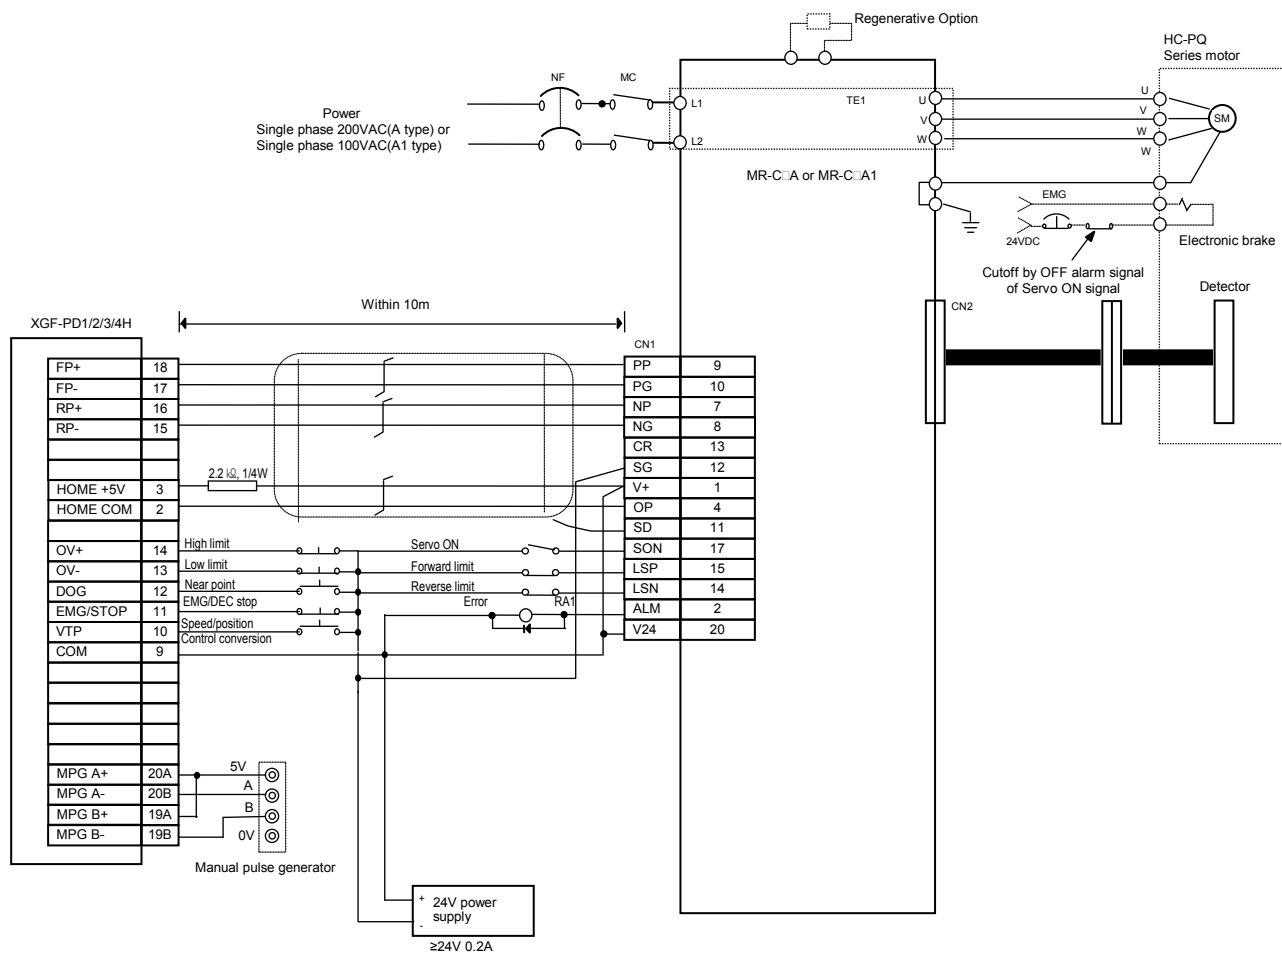 Regenerative Option
HC-PQ
Series motor
NF
MC
L1
TE1
U
U
Power
Single phase 200VAC(A type) or
Single phase 100VAC(A1 type)
V
V
SM
L2
W
W
W
MR-C□A or MR-C□A1
EMG
24VDC
Electronic brake
Cutoff by OFF alarm signal
of Servo ON signal
Detector
CN2
Within 10m
XGF-PD1/2/3/4H
CN1
FP+ 18 PP 9
FP- 17 PG 10
RP+ 16 NP 7
RP- 15 NG 8
CR 13
2.2 ㏀, 1/4W SG 12
HOME +5V 3 V+ 1
HOME COM 2 OP 4
SD 11
OV+ 14 High limit Servo ON SON 17
OV- 13 Low limit Forward limit LSP 15
DOG 12 Near point Reverse limit LSN 14
EMG/STOP 11 EMG/DEC stop Error RA1 ALM 2
VTP 10 Speed/position V24 20
Control conversion
COM 9
MPG A+ 20A 5V
MPG A- 20B A
MPG B+ 19A B
MPG B- 19B 0V
Manual pulse generator
+ 24V power
supply
-
≥24V 0.2A